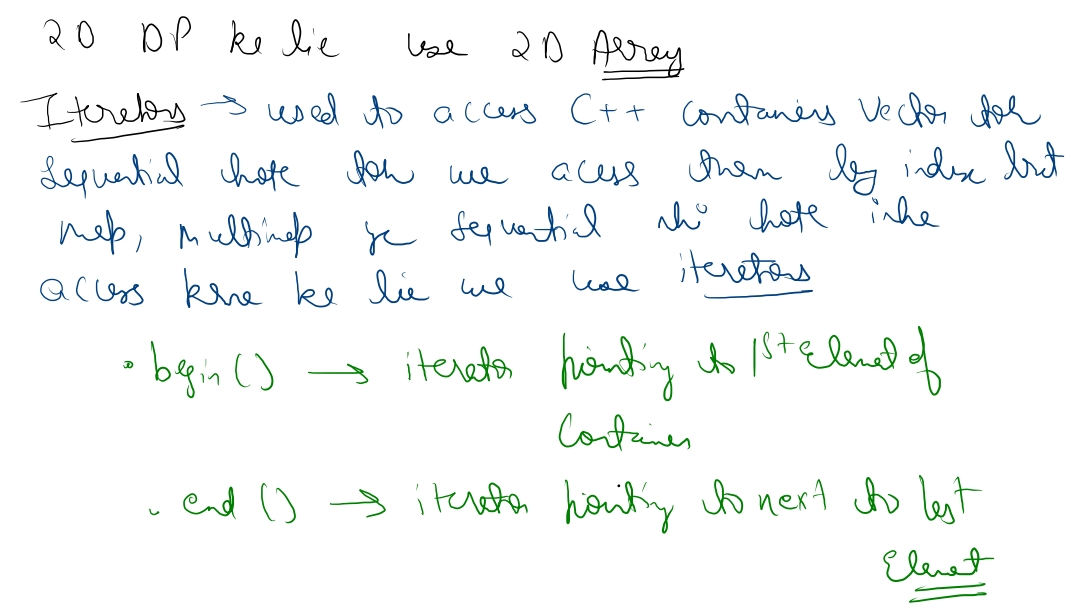 2D DP ke lie use 2D Array
Iterators → used to access C++ containers vector toh
sequential hote toh we acess them by index but
map, multimap ye sequential nhi hote inhe
access krne ke lie we use iterators
• begin () → iterator pointing to 1st Element of
Container
. end () → iterator pointing to next to last
Element